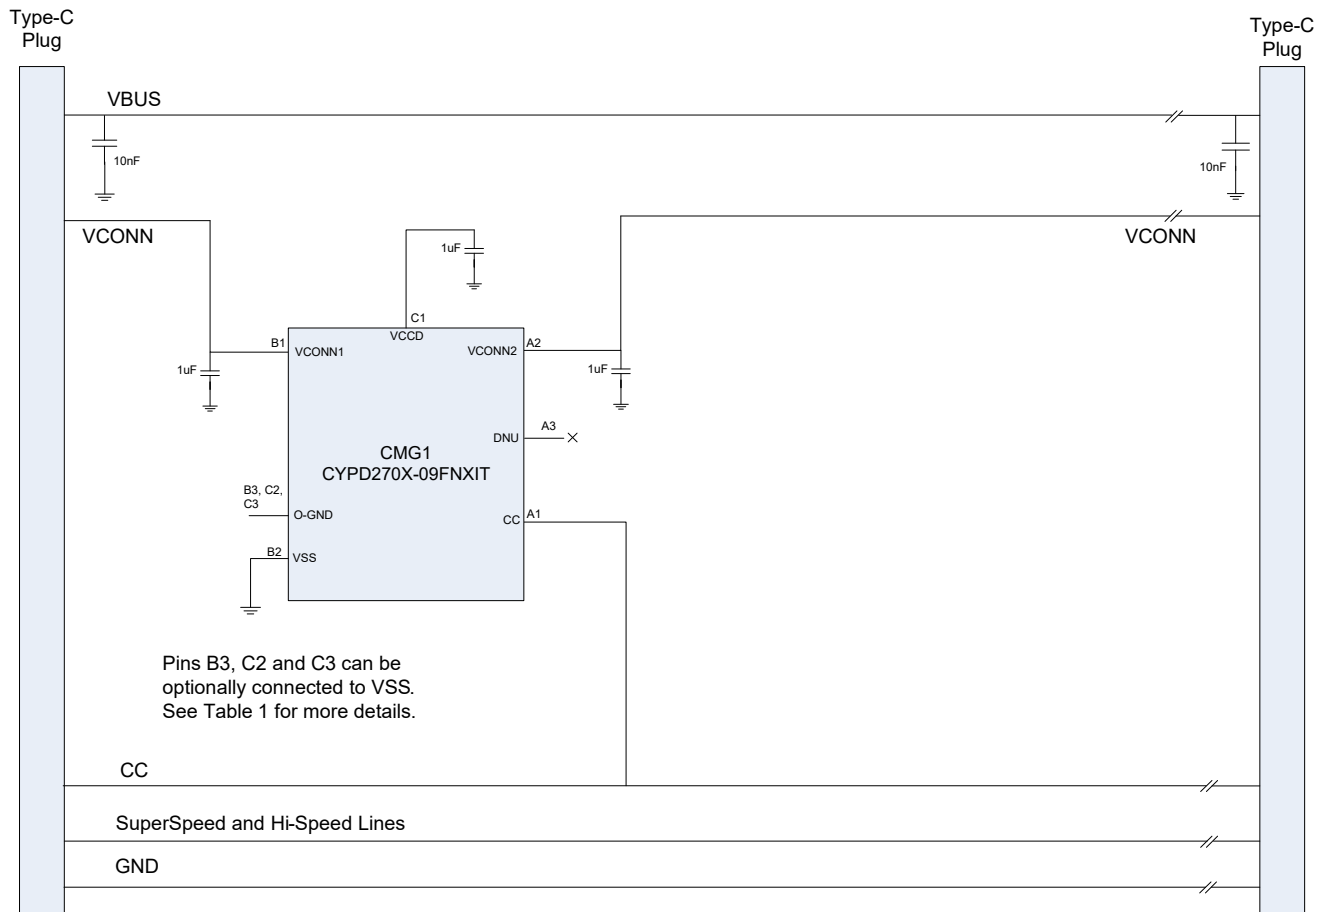 Type-C
Plug
Type-C
Plug
VBUS
10nF
10nF
VCONN
VCONN
1uF
C1
VCCD
B1
VCONN1
VCONN2
A2
1uF
1uF
A3
DNU
CMG1
CYPD270X-09FNXIT
B3, C2,
C3
O-GND
CC
A1
B2
VSS
Pins B3, C2 and C3 can be
optionally connected to VSS.
See Table 1 for more details.
CC
SuperSpeed and Hi-Speed Lines
GND